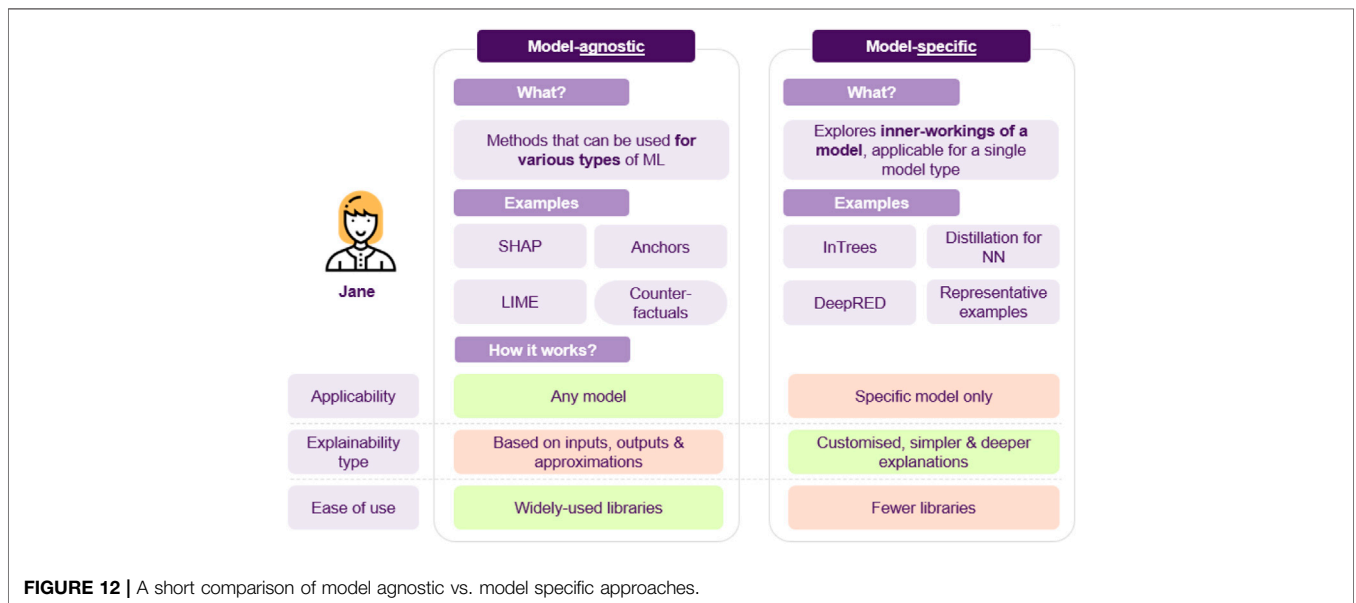 Model-agnostic
What?
Methods that can be used for
various types of ML
Examples
SHAP
Anchors
LIME
Counter-
factuals
How it works?
Model-specific
What?
Explores inner-workings of a
model, applicable for a single
model type
Examples
InTrees
Distillation for
NN
DeepRED
Representative
examples
Jane
Applicability
Any model
Specific model only
Explainability
type
Based on inputs, outputs &
approximations
Customised, simpler & deeper
explanations
Ease of use
Widely-used libraries
Fewer libraries
FIGURE 12 | A short comparison of model agnostic vs. model specific approaches.